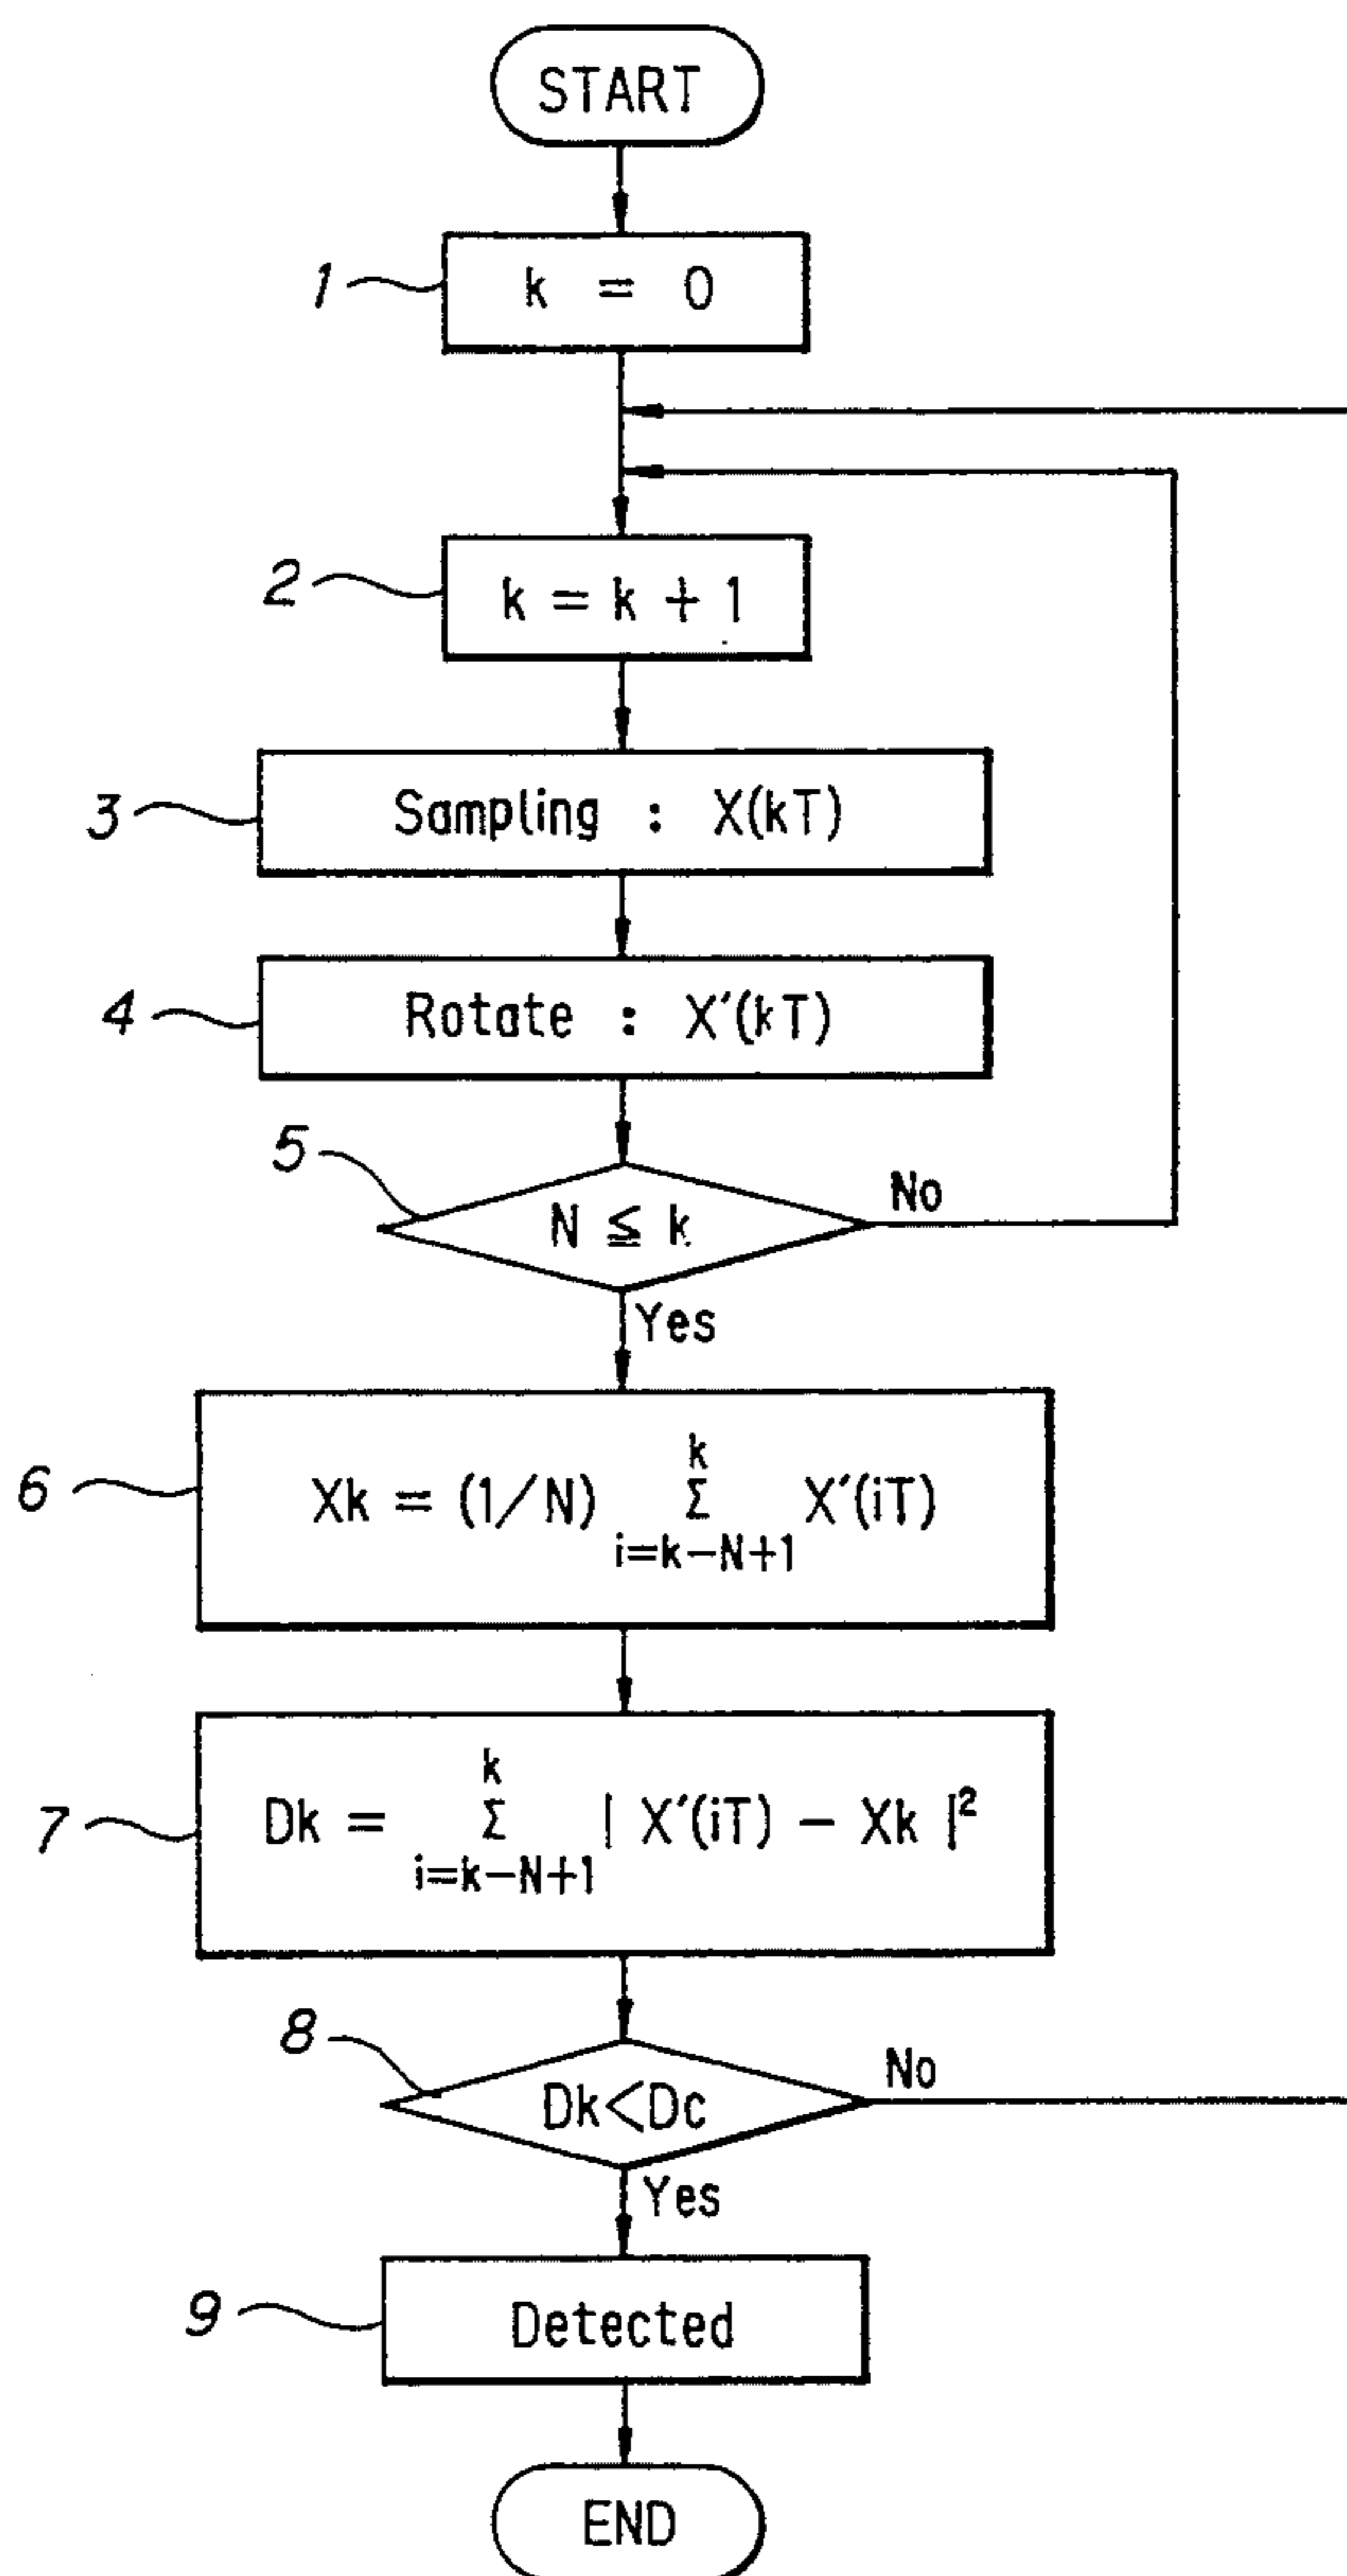 START
1
k = 0
2
k = k + 1
3
Sampling : X(kT)
4
Rotate : X′(kT)
5
N ≦ k
No
Yes
6
k
Xk = (1/N) Σ X′(iT)
i=k−N+1
7
k
Dk = Σ | X′(iT) − Xk |²
i=k−N+1
8
Dk<Dc
No
Yes
9
Detected
END